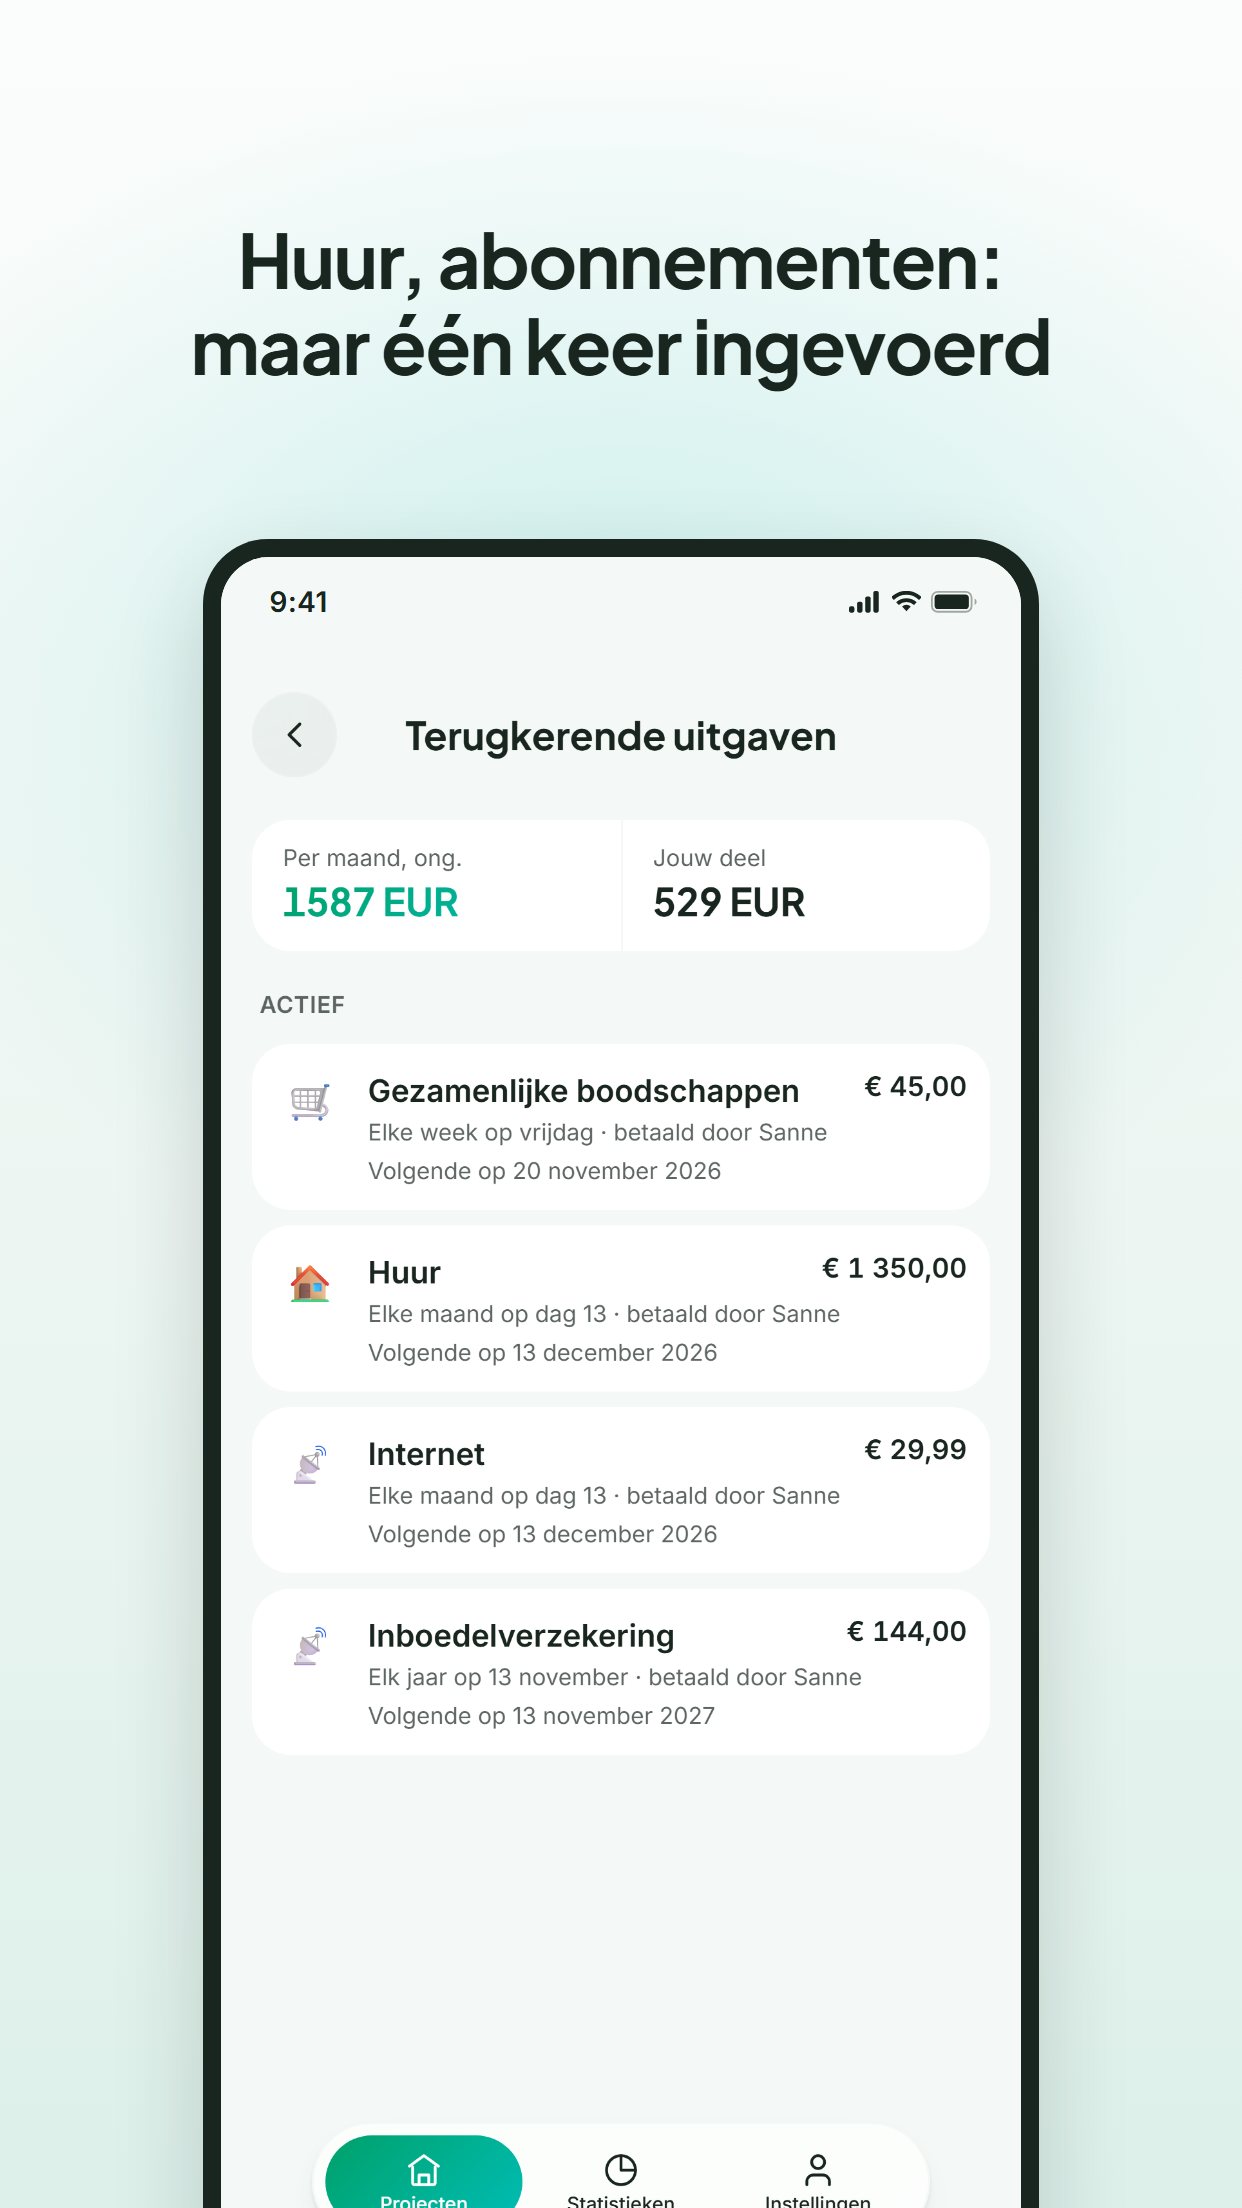 Huur, abonnementen:
maar één keer ingevoerd
9:41
Terugkerende uitgaven
Per maand, ong.
1587 EUR
Jouw deel
529 EUR
ACTIEF
Gezamenlijke boodschappen
€ 45,00
Elke week op vrijdag · betaald door Sanne
Volgende op 20 november 2026
Huur
€ 1 350,00
Elke maand op dag 13 · betaald door Sanne
Volgende op 13 december 2026
Internet
€ 29,99
Elke maand op dag 13 · betaald door Sanne
Volgende op 13 december 2026
Inboedelverzekering
€ 144,00
Elk jaar op 13 november · betaald door Sanne
Volgende op 13 november 2027
Projecten
Statistieken
Instellingen